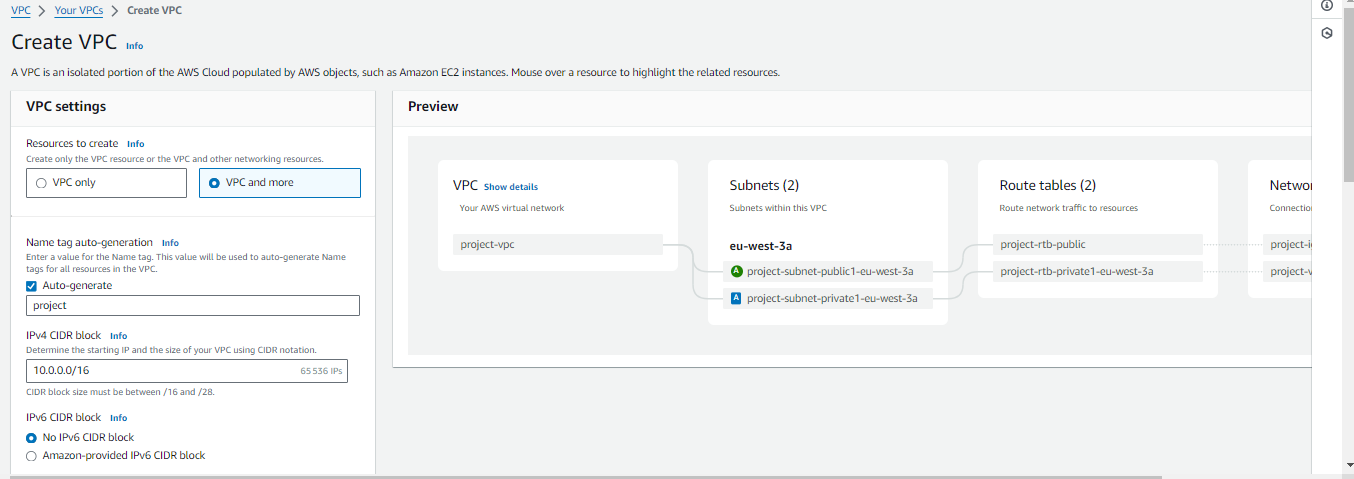 VPC > Your VPCs > Create VPC
Create VPC Info
A VPC is an isolated portion of the AWS Cloud populated by AWS objects, such as Amazon EC2 instances. Mouse over a resource to highlight the related resources.
VPC settings
Resources to create Info
Create only the VPC resource or the VPC and other networking resources.
VPC only
VPC and more
Name tag auto-generation Info
Enter a value for the Name tag. This value will be used to auto-generate Name
tags for all resources in the VPC.
Auto-generate
project
IPv4 CIDR block Info
Determine the starting IP and the size of your VPC using CIDR notation.
10.0.0.0/16 65 536 IPs
CIDR block size must be between /16 and /28.
IPv6 CIDR block Info
No IPv6 CIDR block
Amazon-provided IPv6 CIDR block
Preview
VPC Show details
Your AWS virtual network
project-vpc
Subnets (2)
Subnets within this VPC
eu-west-3a
A project-subnet-public1-eu-west-3a
A project-subnet-private1-eu-west-3a
Route tables (2)
Route network traffic to resources
project-rtb-public
project-rtb-private1-eu-west-3a
Networ
Connection
project-i
project-v